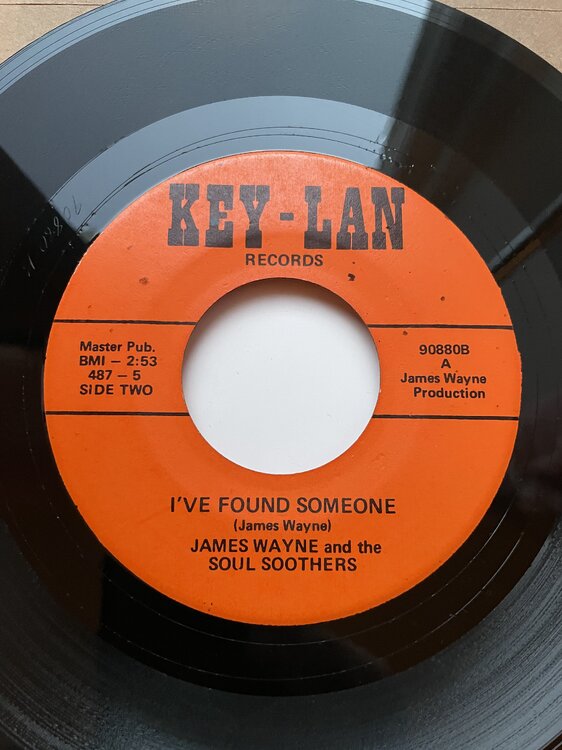 KEY-LAN
RECORDS
Master Pub.
BMI – 2:53
487 – 5
SIDE TWO
90880B
A
James Wayne
Production
I'VE FOUND SOMEONE
(James Wayne)
JAMES WAYNE and the
SOUL SOOTHERS